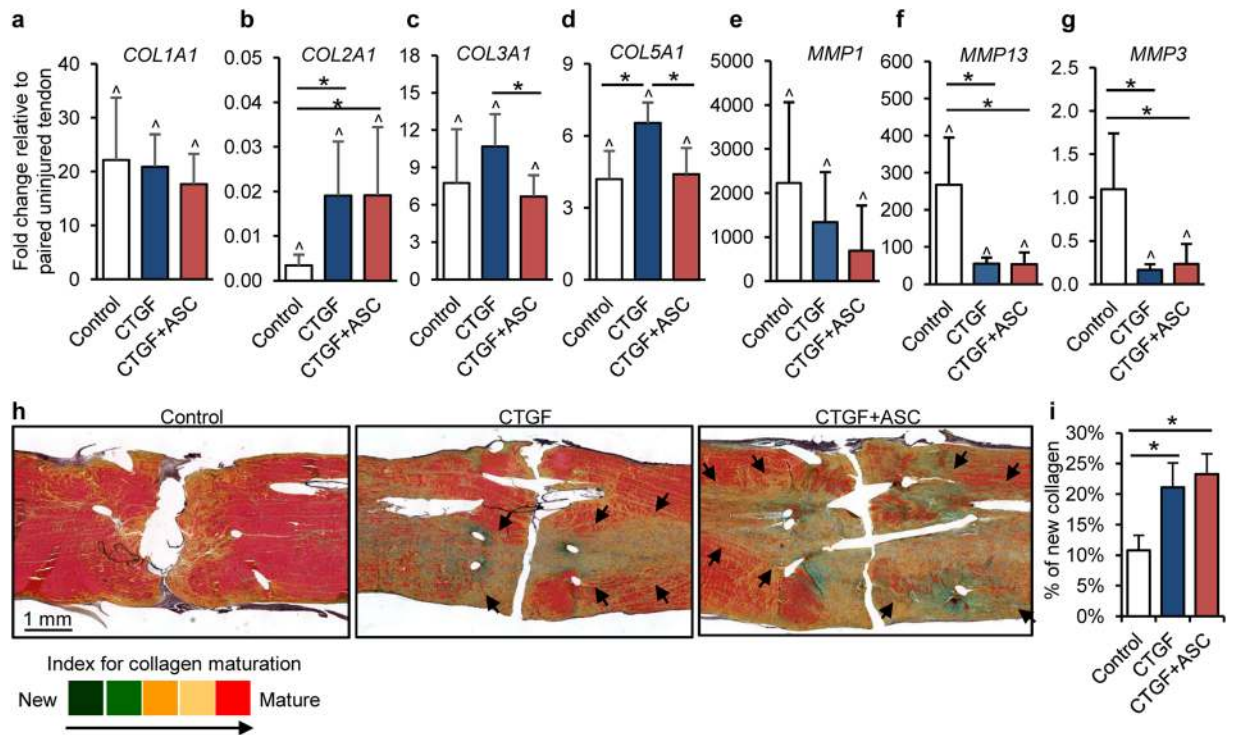 a
b
c
d
e
f
g
COL1A1
COL2A1
COL3A1
COL5A1
MMP1
MMP13
MMP3
Fold change relative to
paired uninjured tendon
40
30
20
10
0
^
^
^
Control
CTGF
CTGF+ASC
0.05
0.04
0.03
0.02
0.01
0.00
*
*
^
^
^
Control
CTGF
CTGF+ASC
18
15
12
9
6
3
0
*
^
^
^
Control
CTGF
CTGF+ASC
9
6
3
0
*
*
^
^
^
Control
CTGF
CTGF+ASC
5000
4000
3000
2000
1000
0
^
^
^
Control
CTGF
CTGF+ASC
600
500
400
300
200
100
0
*
*
^
^
^
Control
CTGF
CTGF+ASC
2.5
2.0
1.5
1.0
0.5
0.0
*
*
^
^
Control
CTGF
CTGF+ASC
h
Control
CTGF
CTGF+ASC
1 mm
Index for collagen maturation
New
Mature
i
% of new collagen
30%
25%
20%
15%
10%
5%
0%
*
*
Control
CTGF
CTGF+ASC